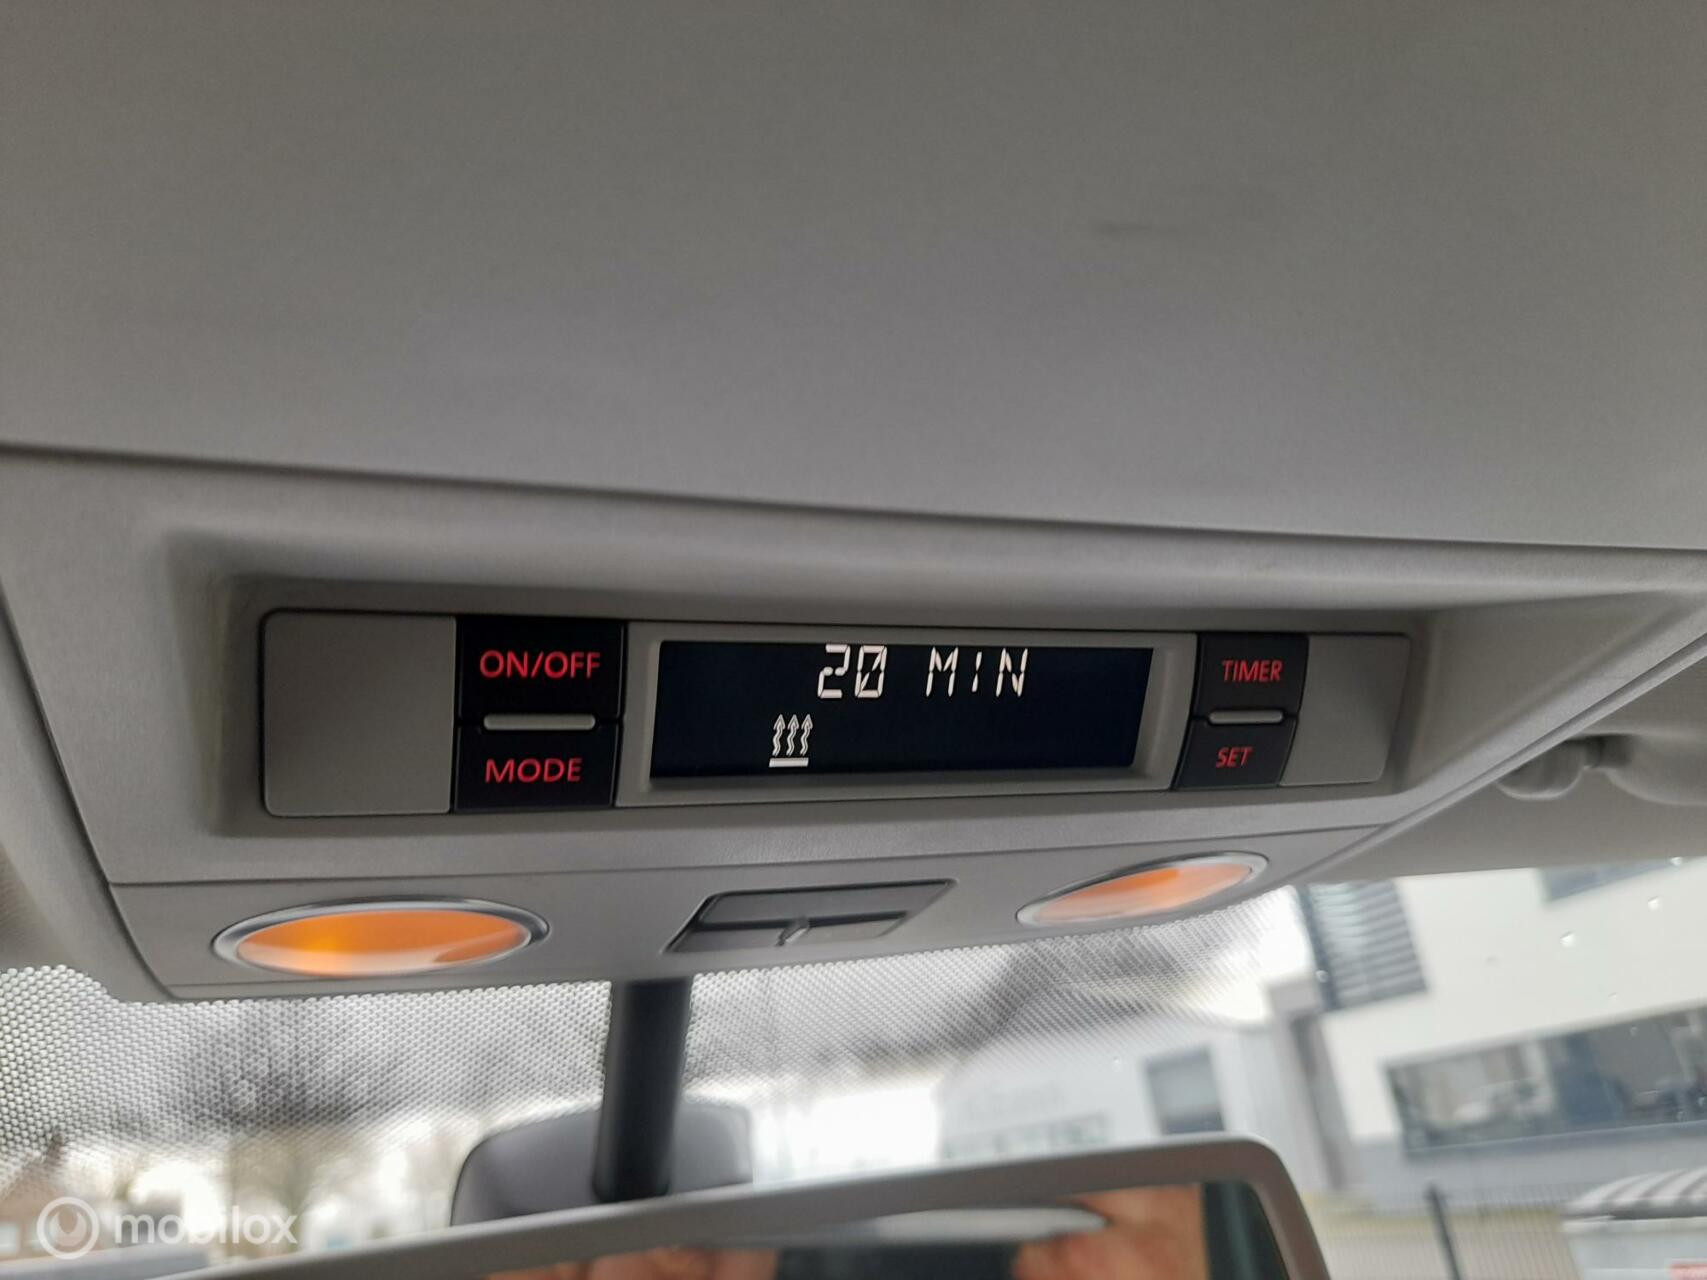 ON/OFF
20 MIN
TIMER
MODE
SET
mobilox